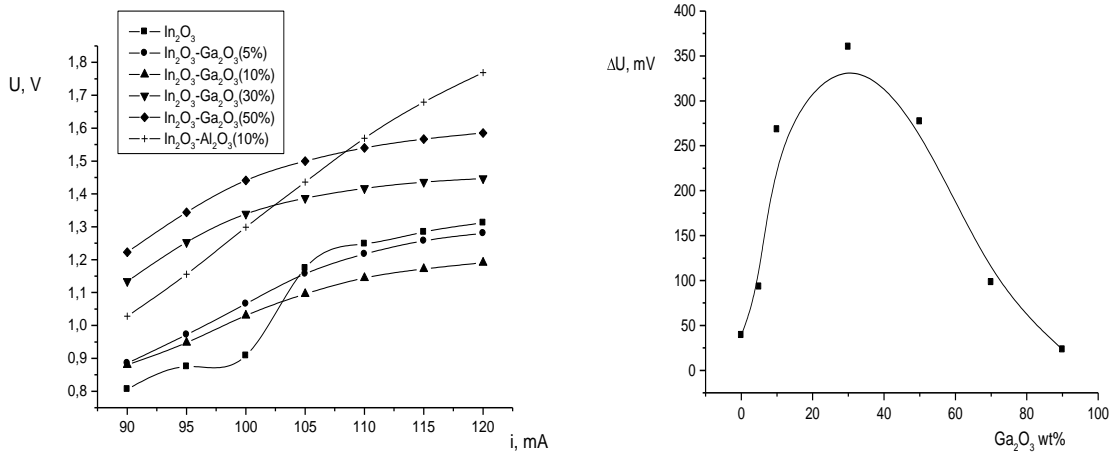 In₂O₃
In₂O₃-Ga₂O₃(5%)
In₂O₃-Ga₂O₃(10%)
In₂O₃-Ga₂O₃(30%)
In₂O₃-Ga₂O₃(50%)
In₂O₃-Al₂O₃(10%)
U, V
1,8
1,7
1,6
1,5
1,4
1,3
1,2
1,1
1,0
0,9
0,8
90 95 100 105 110 115 120
i, mA
ΔU, mV
400
350
300
250
200
150
100
50
0
0 20 40 60 80 100
Ga₂O₃ wt%